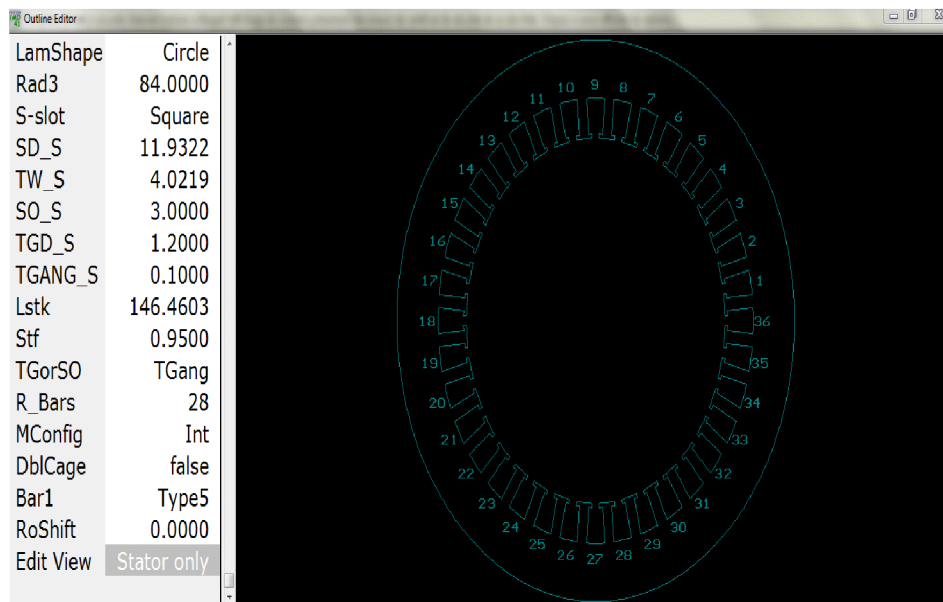 Outline Editor
LamShape Circle
Rad3 84.0000
S-slot Square
SD_S 11.9322
TW_S 4.0219
SO_S 3.0000
TGD_S 1.2000
TGANG_S 0.1000
Lstk 146.4603
Stf 0.9500
TGorSO TGang
R_Bars 28
MConfig Int
DblCage false
Bar1 Type5
RoShift 0.0000
Edit View Stator only
1
2
3
4
5
6
7
8
9
10
11
12
13
14
15
16
17
18
19
20
21
22
23
24
25
26
27
28
29
30
31
32
33
34
35
36